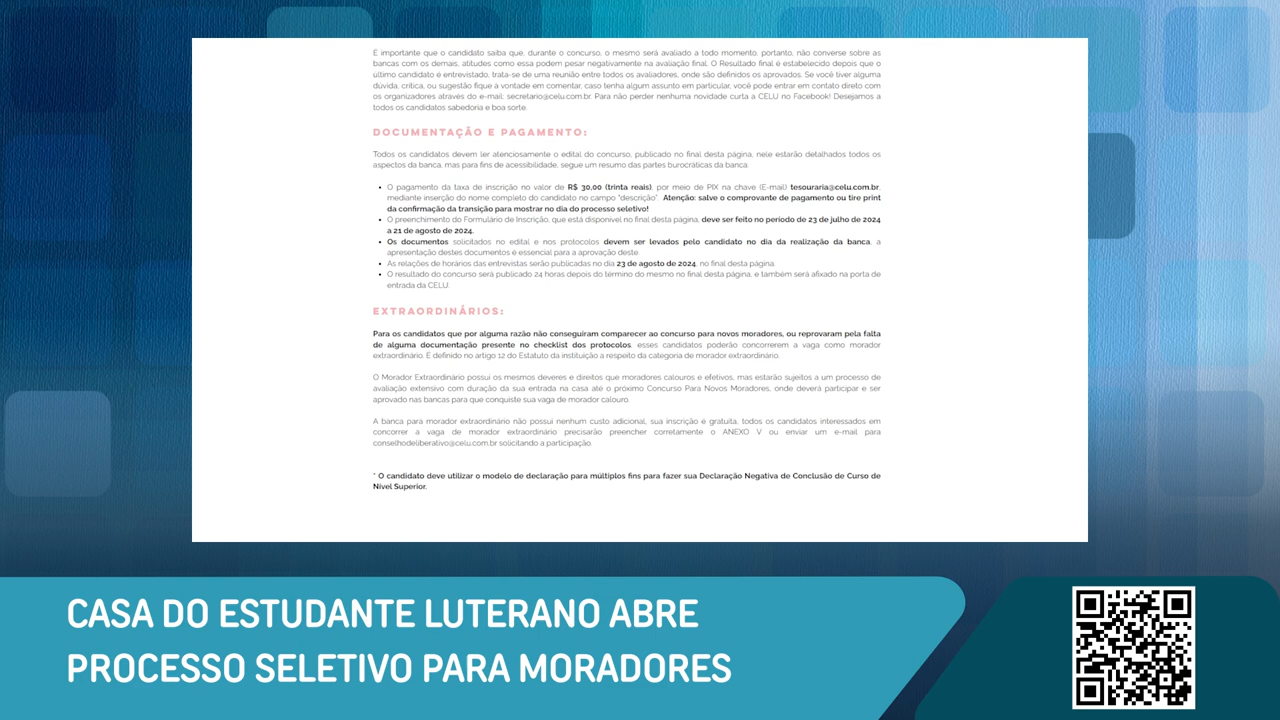 É importante que o candidato saiba que, durante o concurso, o mesmo será avaliado a todo momento, portanto, não converse sobre as
bancas com os demais, atitudes como essa podem pesar negativamente na avaliação final. O Resultado final é estabelecido depois que o
último candidato é entrevistado, trata-se de uma reunião entre todos os avaliadores, onde são definidos os aprovados. Se você tiver alguma
dúvida, crítica, ou sugestão fique à vontade em comentar, caso tenha algum assunto em particular, você pode entrar em contato direto com
os organizadores através do e-mail: secretario@celu.com.br. Para não perder nenhuma novidade curta a CELU no Facebook! Desejamos a
todos os candidatos sabedoria e boa sorte.
DOCUMENTAÇÃO E PAGAMENTO:
Todos os candidatos devem ler atenciosamente o edital do concurso, publicado no final desta página, nele estarão detalhados todos os
aspectos da banca, mas para fins de acessibilidade, segue um resumo das partes burocráticas da banca:
• O pagamento da taxa de inscrição no valor de R$ 30,00 (trinta reais), por meio de PIX na chave (E-mail) tesouraria@celu.com.br,
mediante inserção do nome completo do candidato no campo "descrição". Atenção: salve o comprovante de pagamento ou tire print
da confirmação da transição para mostrar no dia do processo seletivo!
• O preenchimento do Formulário de Inscrição, que está disponível no final desta página, deve ser feito no período de 23 de julho de 2024
a 21 de agosto de 2024.
• Os documentos solicitados no edital e nos protocolos devem ser levados pelo candidato no dia da realização da banca, a
apresentação destes documentos é essencial para a aprovação deste.
• As relações de horários das entrevistas serão publicadas no dia 23 de agosto de 2024, no final desta página.
• O resultado do concurso será publicado 24 horas depois do término do mesmo no final desta página, e também será afixado na porta de
entrada da CELU.
EXTRAORDINÁRIOS:
Para os candidatos que por alguma razão não conseguiram comparecer ao concurso para novos moradores, ou reprovaram pela falta
de alguma documentação presente no checklist dos protocolos, esses candidatos poderão concorrerem a vaga como morador
extraordinário. É definido no artigo 12 do Estatuto da instituição a respeito da categoria de morador extraordinário.
O Morador Extraordinário possui os mesmos deveres e direitos que moradores calouros e efetivos, mas estarão sujeitos a um processo de
avaliação extensivo com duração da sua entrada na casa até o próximo Concurso Para Novos Moradores, onde deverá participar e ser
aprovado nas bancas para que conquiste sua vaga de morador calouro.
A banca para morador extraordinário não possui nenhum custo adicional, sua inscrição é gratuita, todos os candidatos interessados em
concorrer a vaga de morador extraordinário precisarão preencher corretamente o ANEXO V ou enviar um e-mail para
conselhodeliberativo@celu.com.br solicitando a participação.
* O candidato deve utilizar o modelo de declaração para múltiplos fins para fazer sua Declaração Negativa de Conclusão de Curso de
Nível Superior.
CASA DO ESTUDANTE LUTERANO ABRE
PROCESSO SELETIVO PARA MORADORES